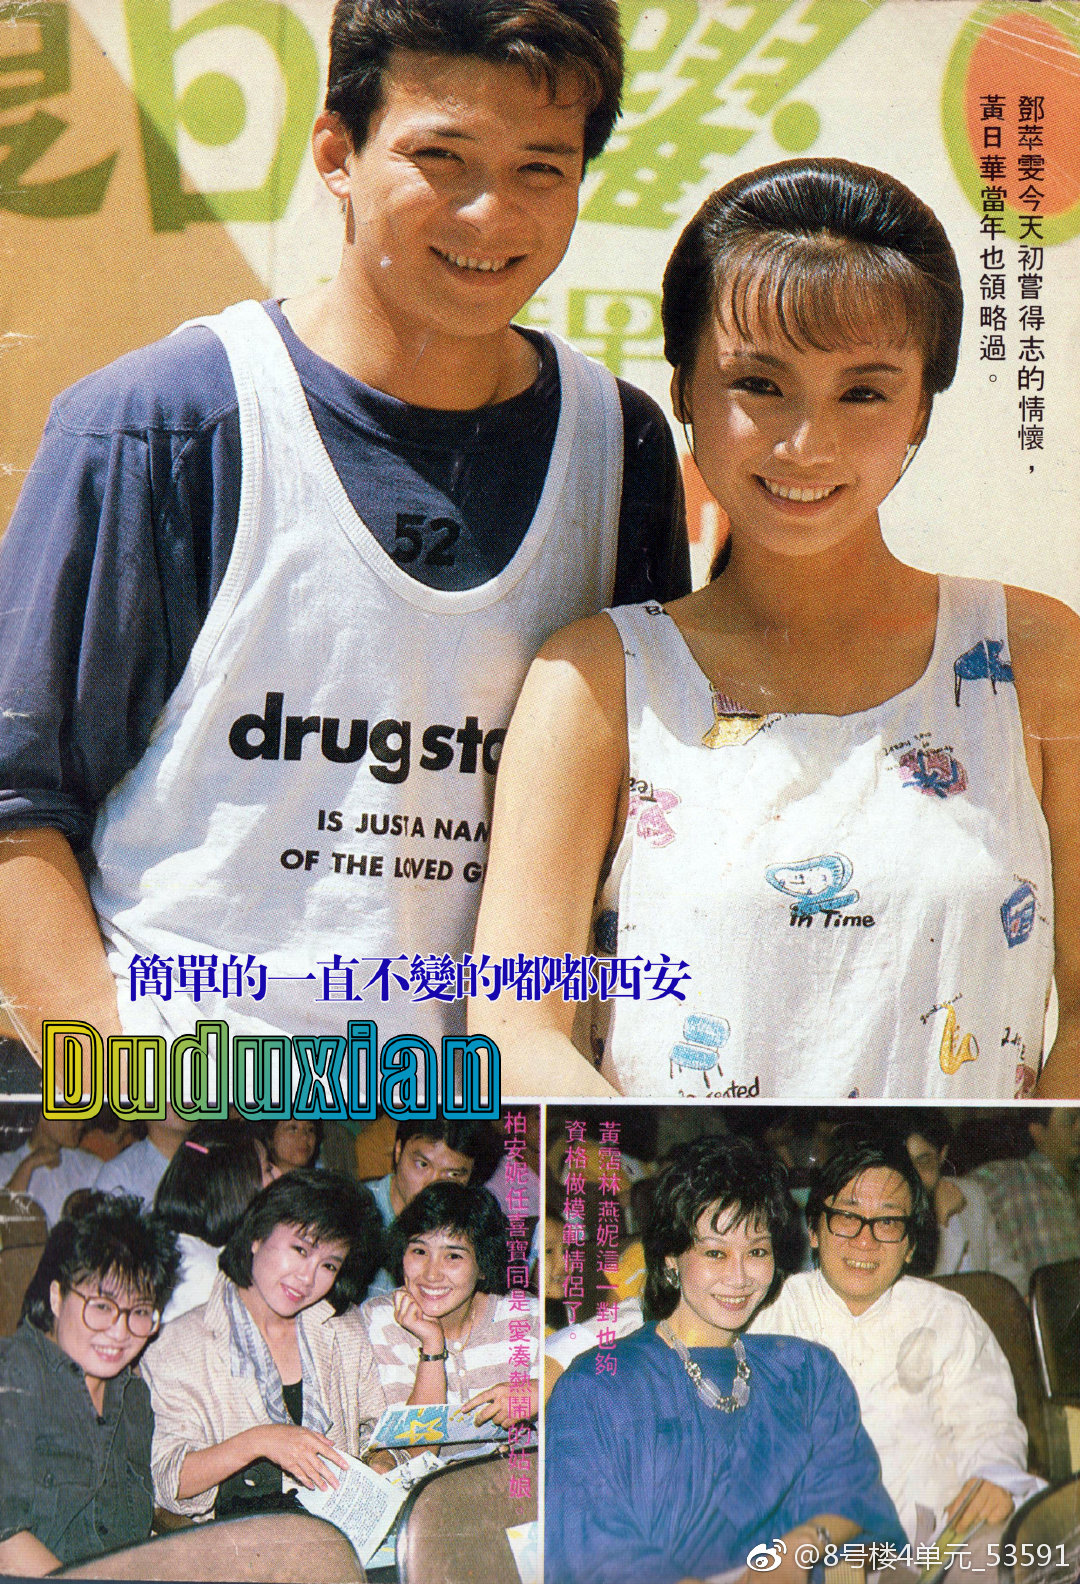 鄧萃雯今天初嘗得志的情懷，
黃日華當年也領略過。
52
drug sto
IS JUST A NAM
OF THE LOVED G
in Time
簡單的一直不變的嘟嘟西安
Duduxian
柏安妮任喜寶同是愛湊熱鬧的姑娘。
黃霑林燕妮這一對也夠
資格做模範情侶了。
@8号楼4单元_53591